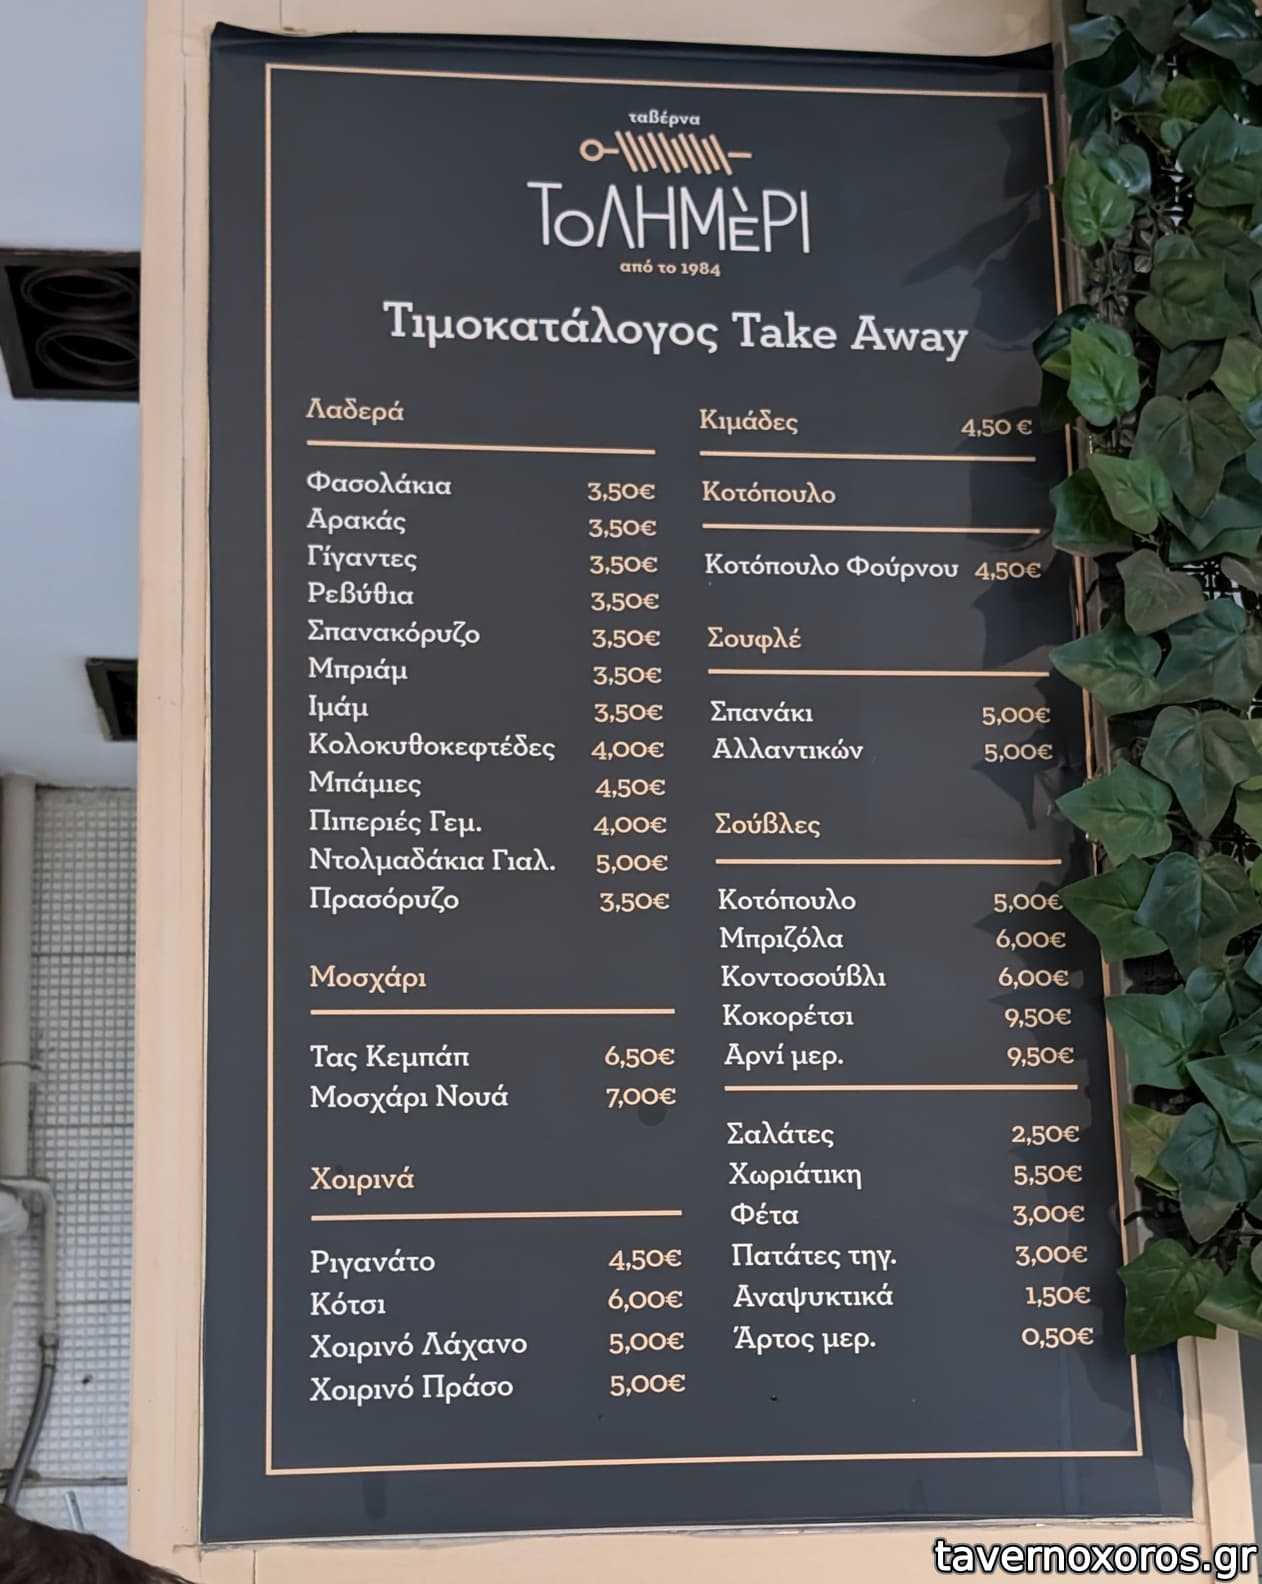 ταβέρνα
ΤοΛΗΜὲΡΙ
από το 1984
Τιμοκατάλογος Take Away
Λαδερά
Φασολάκια 3,50€
Αρακάς 3,50€
Γίγαντες 3,50€
Ρεβύθια 3,50€
Σπανακόρυζο 3,50€
Μπριάμ 3,50€
Ιμάμ 3,50€
Κολοκυθοκεφτέδες 4,00€
Μπάμιες 4,50€
Πιπεριές Γεμ. 4,00€
Ντολμαδάκια Γιαλ. 5,00€
Πρασόρυζο 3,50€
Μοσχάρι
Τας Κεμπάπ 6,50€
Μοσχάρι Νουά 7,00€
Χοιρινά
Ριγανάτο 4,50€
Κότσι 6,00€
Χοιρινό Λάχανο 5,00€
Χοιρινό Πράσο 5,00€
Κιμάδες 4,50 €
Κοτόπουλο
Κοτόπουλο Φούρνου 4,50€
Σουφλέ
Σπανάκι 5,00€
Αλλαντικών 5,00€
Σούβλες
Κοτόπουλο 5,00€
Μπριζόλα 6,00€
Κοντοσούβλι 6,00€
Κοκορέτσι 9,50€
Αρνί μερ. 9,50€
Σαλάτες 2,50€
Χωριάτικη 5,50€
Φέτα 3,00€
Πατάτες τηγ. 3,00€
Αναψυκτικά 1,50€
Άρτος μερ. 0,50€
tavernoxoros.gr